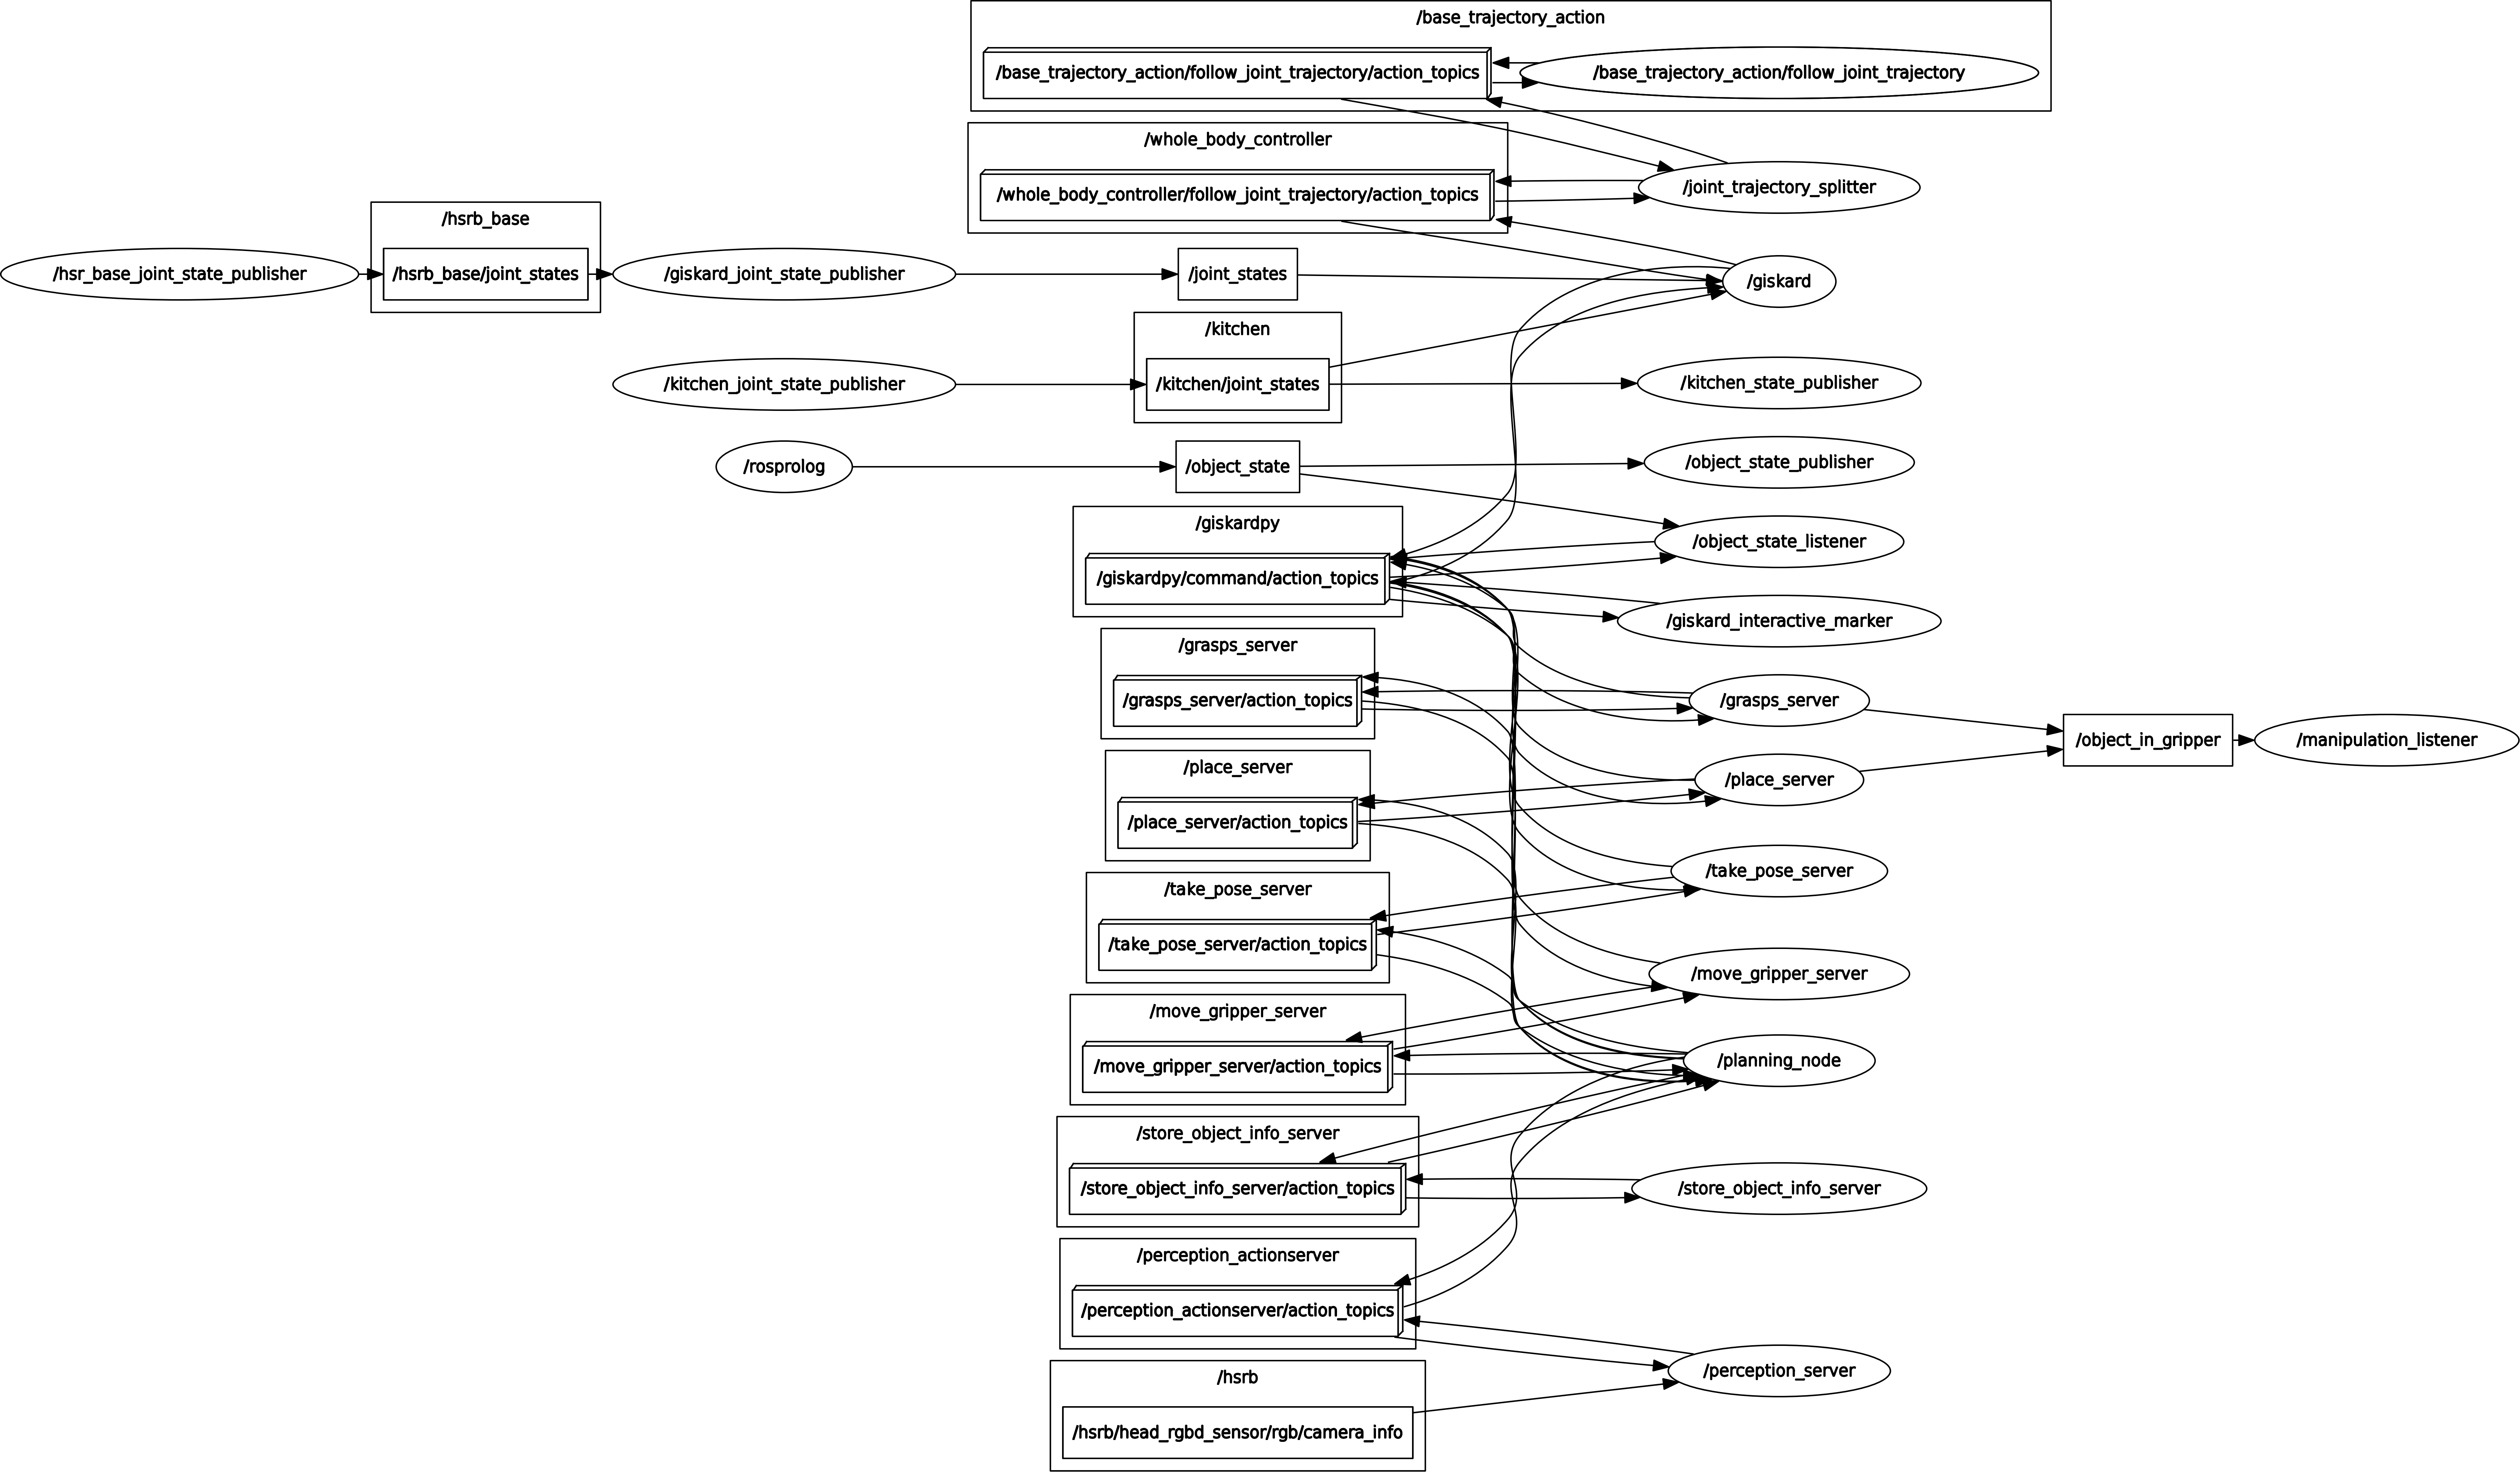 /base_trajectory_action
/base_trajectory_action/follow_joint_trajectory/action_topics
/base_trajectory_action/follow_joint_trajectory
/whole_body_controller
/whole_body_controller/follow_joint_trajectory/action_topics
/joint_trajectory_splitter
/hsrb_base
/hsr_base_joint_state_publisher
/hsrb_base/joint_states
/giskard_joint_state_publisher
/joint_states
/giskard
/kitchen
/kitchen_joint_state_publisher
/kitchen/joint_states
/kitchen_state_publisher
/rosprolog
/object_state
/object_state_publisher
/giskardpy
/object_state_listener
/giskardpy/command/action_topics
/giskard_interactive_marker
/grasps_server
/grasps_server/action_topics
/grasps_server
/object_in_gripper
/manipulation_listener
/place_server
/place_server
/place_server/action_topics
/take_pose_server
/take_pose_server
/take_pose_server/action_topics
/move_gripper_server
/move_gripper_server
/move_gripper_server/action_topics
/planning_node
/store_object_info_server
/store_object_info_server/action_topics
/store_object_info_server
/perception_actionserver
/perception_actionserver/action_topics
/perception_server
/hsrb
/hsrb/head_rgbd_sensor/rgb/camera_info